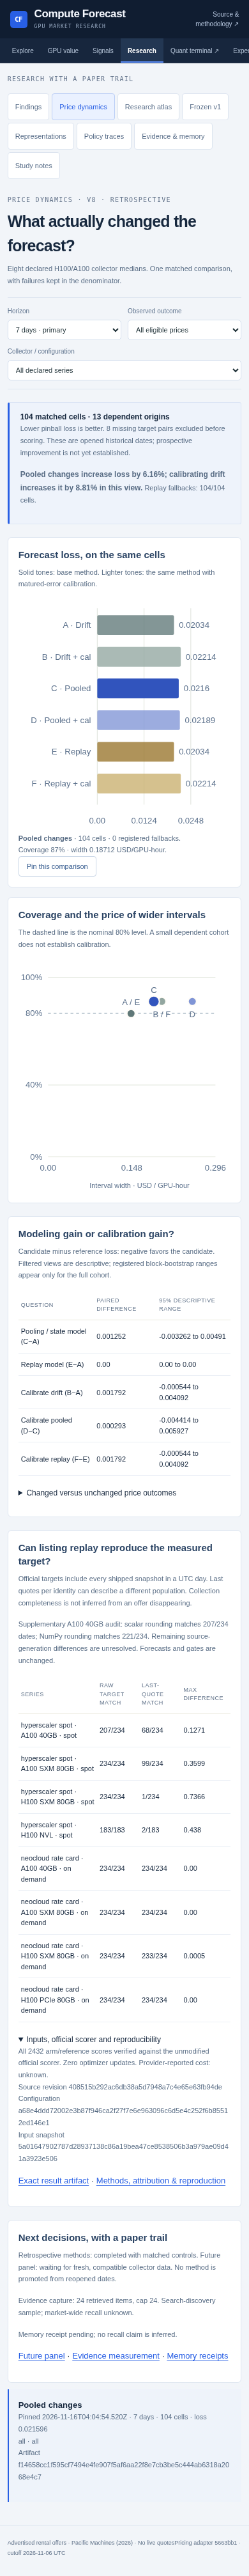 CF
Compute Forecast
GPU MARKET RESEARCH
Source &
methodology ↗
Explore
GPU value
Signals
Research
Quant terminal ↗
Exper
RESEARCH WITH A PAPER TRAIL
Findings
Price dynamics
Research atlas
Frozen v1
Representations
Policy traces
Evidence & memory
Study notes
PRICE DYNAMICS · V8 · RETROSPECTIVE
What actually changed the
forecast?
Eight declared H100/A100 collector medians. One matched comparison,
with failures kept in the denominator.
Horizon
Observed outcome
7 days · primary
All eligible prices
Collector / configuration
All declared series
104 matched cells · 13 dependent origins
Lower pinball loss is better. 8 missing target pairs excluded before
scoring. These are opened historical dates; prospective
improvement is not yet established.
Pooled changes increase loss by 6.16%; calibrating drift
increases it by 8.81% in this view. Replay fallbacks: 104/104
cells.
Forecast loss, on the same cells
Solid tones: base method. Lighter tones: the same method with
matured-error calibration.
A · Drift
0.02034
B · Drift + cal
0.02214
C · Pooled
0.0216
D · Pooled + cal
0.02189
E · Replay
0.02034
F · Replay + cal
0.02214
0.00
0.0124
0.0248
Pooled changes · 104 cells · 0 registered fallbacks.
Coverage 87% · width 0.18712 USD/GPU-hour.
Pin this comparison
Coverage and the price of wider intervals
The dashed line is the nominal 80% level. A small dependent cohort
does not establish calibration.
100%
80%
40%
0%
A / E
C
B / F
D
0.00
0.148
0.296
Interval width · USD / GPU-hour
Modeling gain or calibration gain?
Candidate minus reference loss: negative favors the candidate.
Filtered views are descriptive; registered block-bootstrap ranges
appear only for the full cohort.
QUESTION
PAIRED
DIFFERENCE
95% DESCRIPTIVE
RANGE
Pooling / state model
(C−A)
0.001252
-0.003262 to 0.00491
Replay model (E−A)
0.00
0.00 to 0.00
Calibrate drift (B−A)
0.001792
-0.000544 to
0.004092
Calibrate pooled
(D−C)
0.000293
-0.004414 to
0.005927
Calibrate replay (F−E)
0.001792
-0.000544 to
0.004092
▶ Changed versus unchanged price outcomes
Can listing replay reproduce the measured
target?
Official targets include every shipped snapshot in a UTC day. Last
quotes per identity can describe a different population. Collection
completeness is not inferred from an offer disappearing.
Supplementary A100 40GB audit: scalar rounding matches 207/234
dates; NumPy rounding matches 221/234. Remaining source-
generation differences are unresolved. Forecasts and gates are
unchanged.
SERIES
RAW
TARGET
MATCH
LAST-
QUOTE
MATCH
MAX
DIFFERENCE
hyperscaler spot ·
A100 40GB · spot
207/234
68/234
0.1271
hyperscaler spot ·
A100 SXM 80GB · spot
234/234
99/234
0.3599
hyperscaler spot ·
H100 SXM 80GB · spot
234/234
1/234
0.7366
hyperscaler spot ·
H100 NVL · spot
183/183
2/183
0.438
neocloud rate card ·
A100 40GB · on
demand
234/234
234/234
0.00
neocloud rate card ·
A100 SXM 80GB · on
demand
234/234
234/234
0.00
neocloud rate card ·
H100 SXM 80GB · on
demand
234/234
233/234
0.0005
neocloud rate card ·
H100 PCIe 80GB · on
demand
234/234
234/234
0.00
▼ Inputs, official scorer and reproducibility
All 2432 arm/reference scores verified against the unmodified
official scorer. Zero optimizer updates. Provider-reported cost:
unknown.
Source revision 408515b292ac6db38a5d7948a7c4e65e63fb94de
Configuration
a68e4ddd72002e3b87f946ca2f27f7e6e963096c6d5e4c252f6b8551
2ed146e1
Input snapshot
5a01647902787d28937138c86a19bea47ce8538506b3a979ae09d4
1a3923e506
Exact result artifact · Methods, attribution & reproduction
Next decisions, with a paper trail
Retrospective methods: completed with matched controls. Future
panel: waiting for fresh, compatible collector data. No method is
promoted from reopened dates.
Evidence capture: 24 retrieved items, cap 24. Search-discovery
sample; market-wide recall unknown.
Memory receipt pending; no recall claim is inferred.
Future panel · Evidence measurement · Memory receipts
Pooled changes
Pinned 2026-11-16T04:04:54.520Z · 7 days · 104 cells · loss
0.021596
all · all
Artifact
f14658cc1f595cf7494e4fe907f5af6aa22f8e7cb3be5c444ab6318a20
68e4c7
Advertised rental offers · Pacific Machines (2026) · No live quotesPricing adapter 5663bb1 ·
cutoff 2026-11-06 UTC